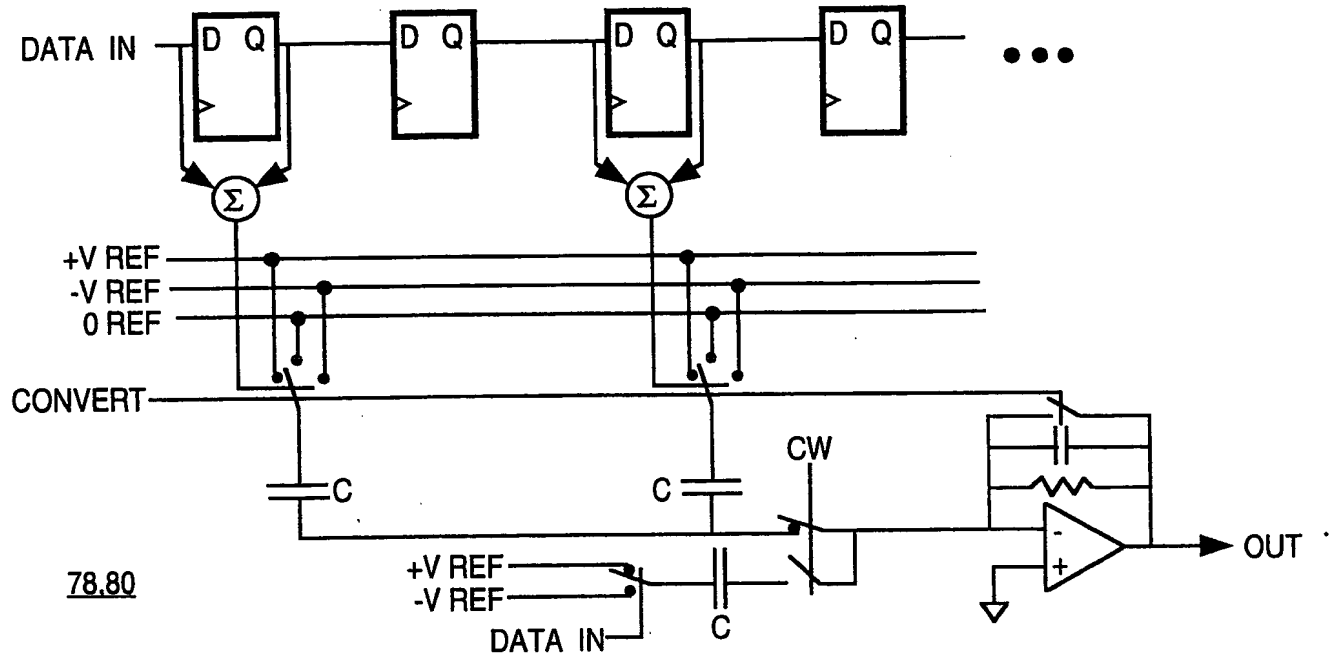 DATA IN
D Q
D Q
D Q
D Q
Σ
Σ
+V REF
-V REF
0 REF
CONVERT
C
C
CW
-
+
OUT
+V REF
-V REF
C
DATA IN
78,80